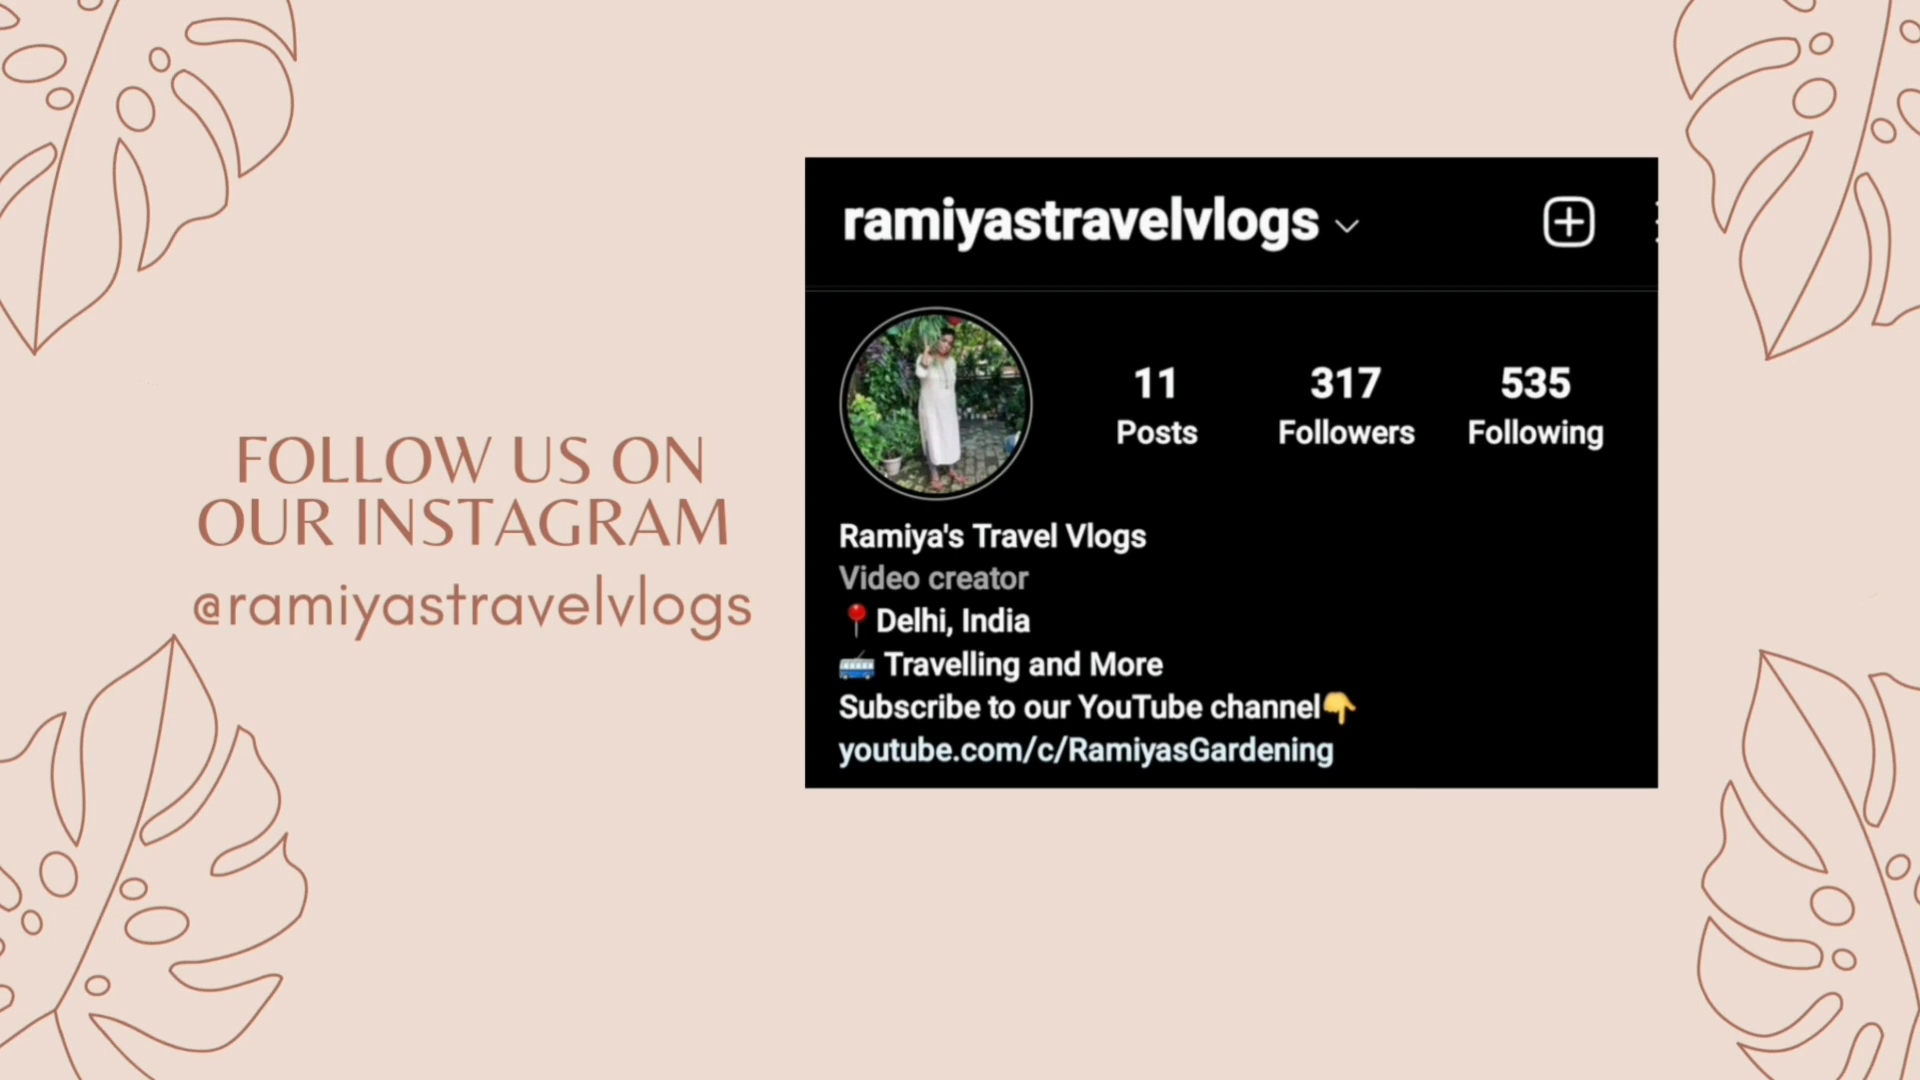 FOLLOW US ON
OUR INSTAGRAM
@ramiyastravelvlogs
ramiyastravelvlogs
11 317 535
Posts Followers Following
Ramiya's Travel Vlogs
Video creator
📍Delhi, India
🚎 Travelling and More
Subscribe to our YouTube channel👇
youtube.com/c/RamiyasGardening